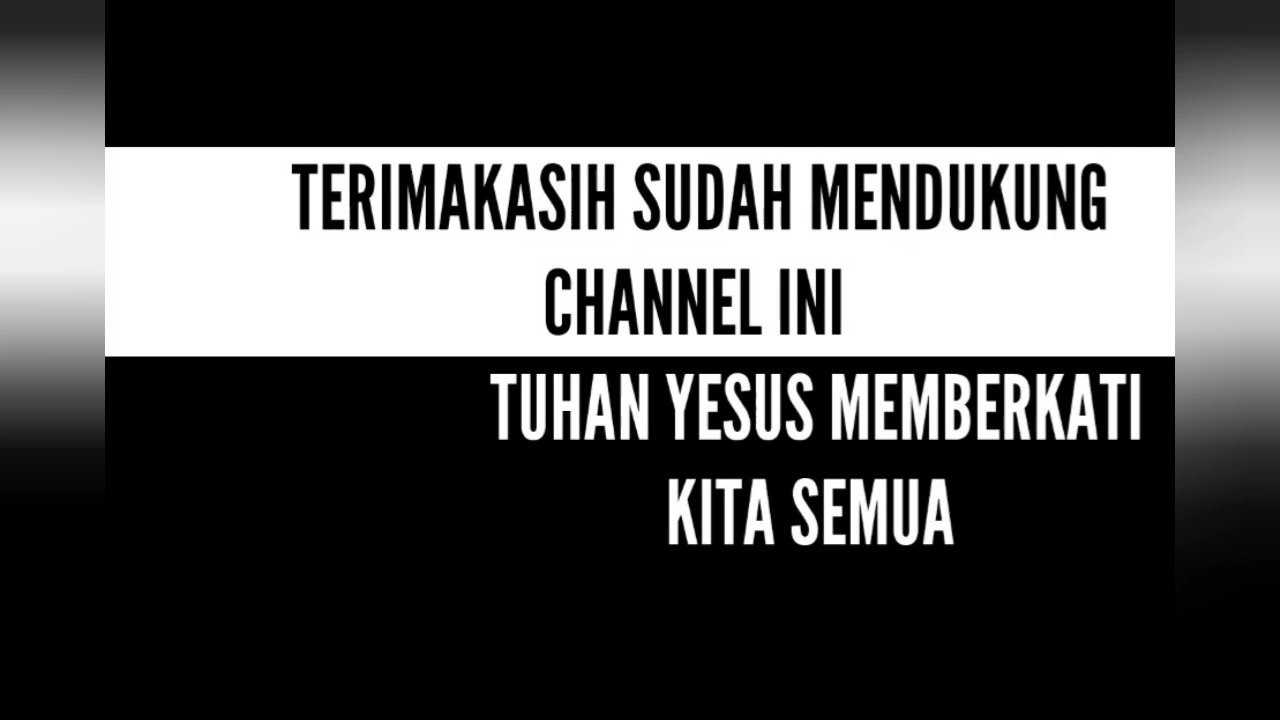 TERIMAKASIH SUDAH MENDUKUNG
CHANNEL INI
TUHAN YESUS MEMBERKATI
KITA SEMUA